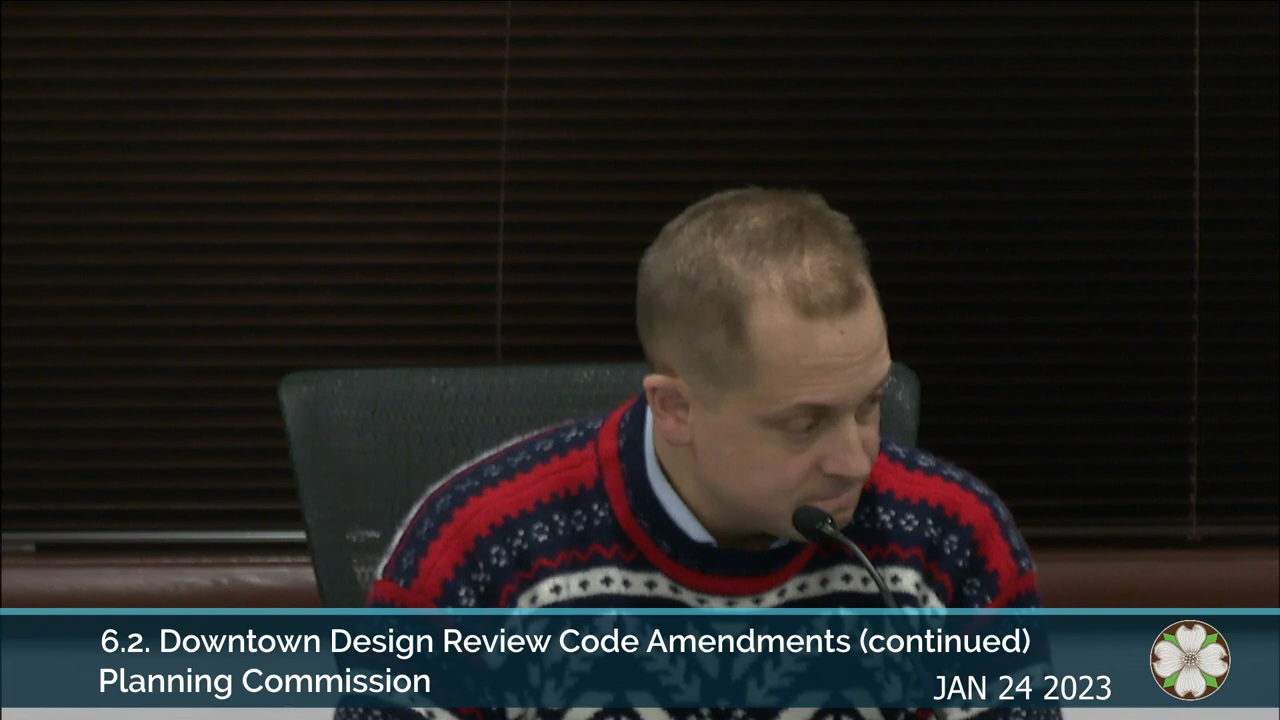 6.2. Downtown Design Review Code Amendments (continued)
Planning Commission
JAN 24 2023